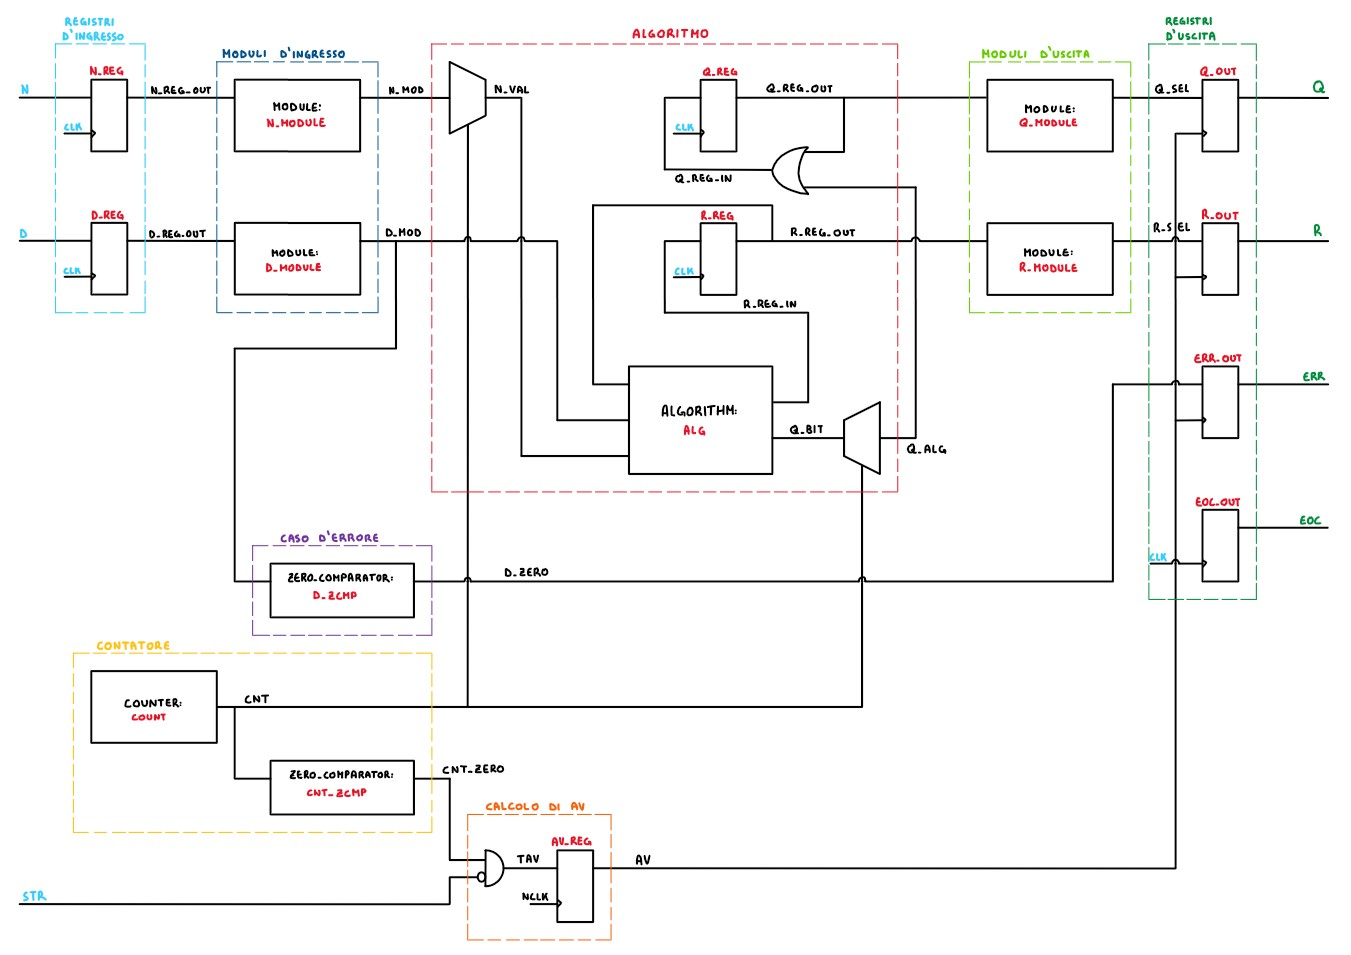 REGISTRI
D'INGRESSO
REGISTRI
D'USCITA
ALGORITMO
MODULI D'INGRESSO
MODULI D'USCITA
N_REG
Q_REG
Q_OUT
N
N_REG_OUT
N_MOD
N_VAL
Q_REG_OUT
Q_SEL
Q
MODULE:
N_MODULE
MODULE:
Q_MODULE
CLK
CLK
Q_REG_IN
D_REG
R_REG
R_OUT
D
D_REG_OUT
D_MOD
R_REG_OUT
R_SEL
R
MODULE:
D_MODULE
MODULE:
R_MODULE
CLK
CLK
R_REG_IN
ERR_OUT
ERR
ALGORITHM:
ALG
Q_BIT
Q_ALG
EOC_OUT
EOC
CLK
CASO D'ERRORE
ZERO_COMPARATOR:
D_ZCMP
D_ZERO
CONTATORE
COUNTER:
COUNT
CNT
ZERO_COMPARATOR:
CNT_ZCMP
CNT_ZERO
CALCOLO DI AV
AV_REG
TAV
AV
NCLK
STR